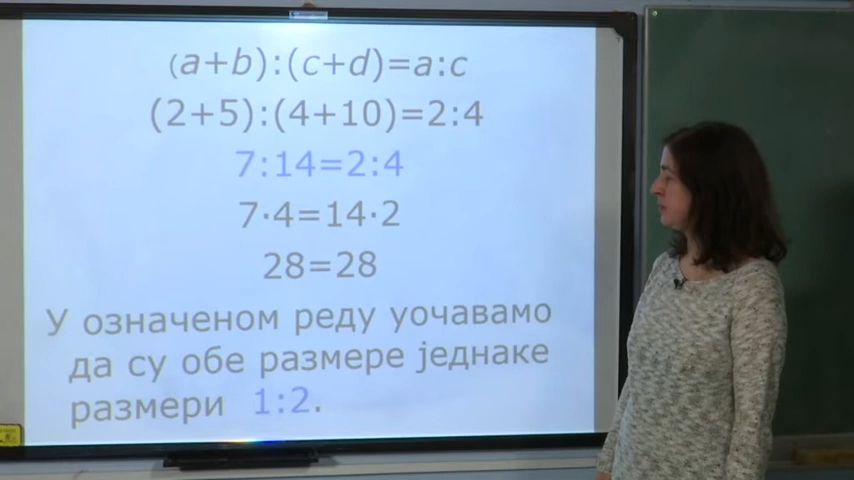 (a+b):(c+d)=a:c
(2+5):(4+10)=2:4
7:14=2:4
7·4=14·2
28=28
У означеном реду уочавамо
да су обе размере једнаке
размери 1:2.